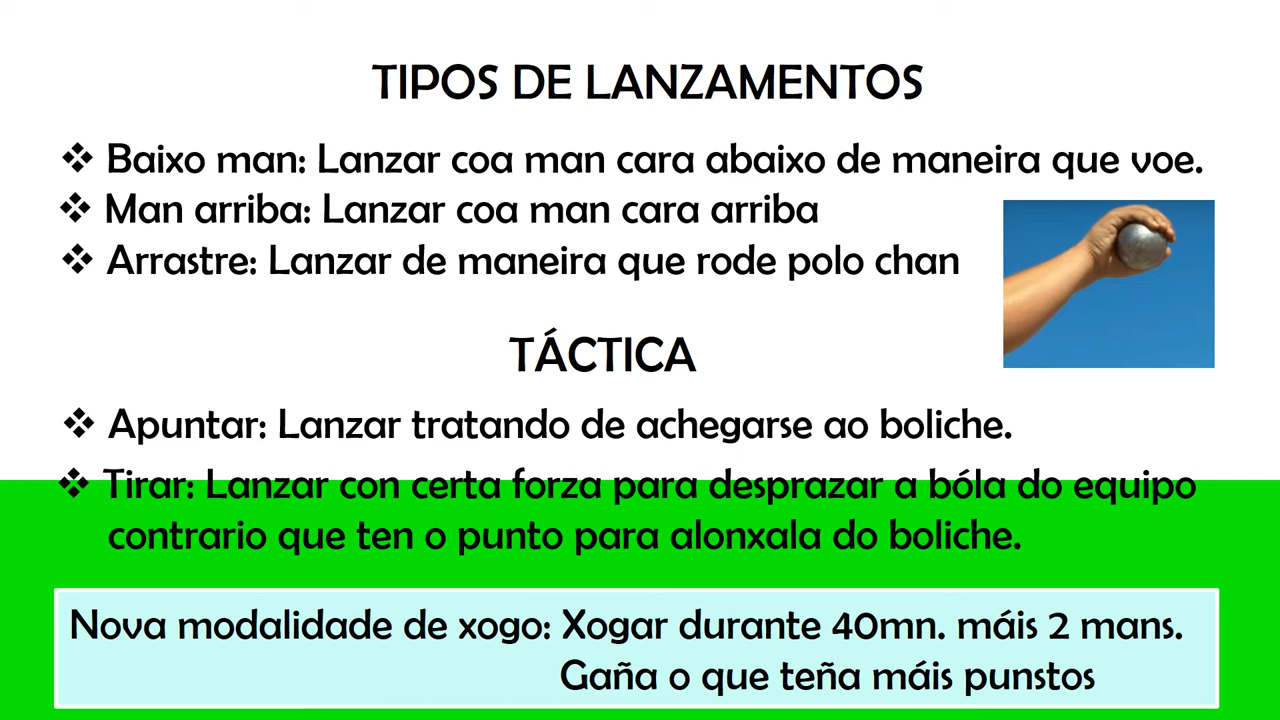 TIPOS DE LANZAMENTOS
❖ Baixo man: Lanzar coa man cara abaixo de maneira que voe.
❖ Man arriba: Lanzar coa man cara arriba
❖ Arrastre: Lanzar de maneira que rode polo chan
TÁCTICA
❖ Apuntar: Lanzar tratando de achegarse ao boliche.
❖ Tirar: Lanzar con certa forza para desprazar a bóla do equipo
contrario que ten o punto para alonxala do boliche.
Nova modalidade de xogo: Xogar durante 40mn. máis 2 mans.
Gaña o que teña máis punstos